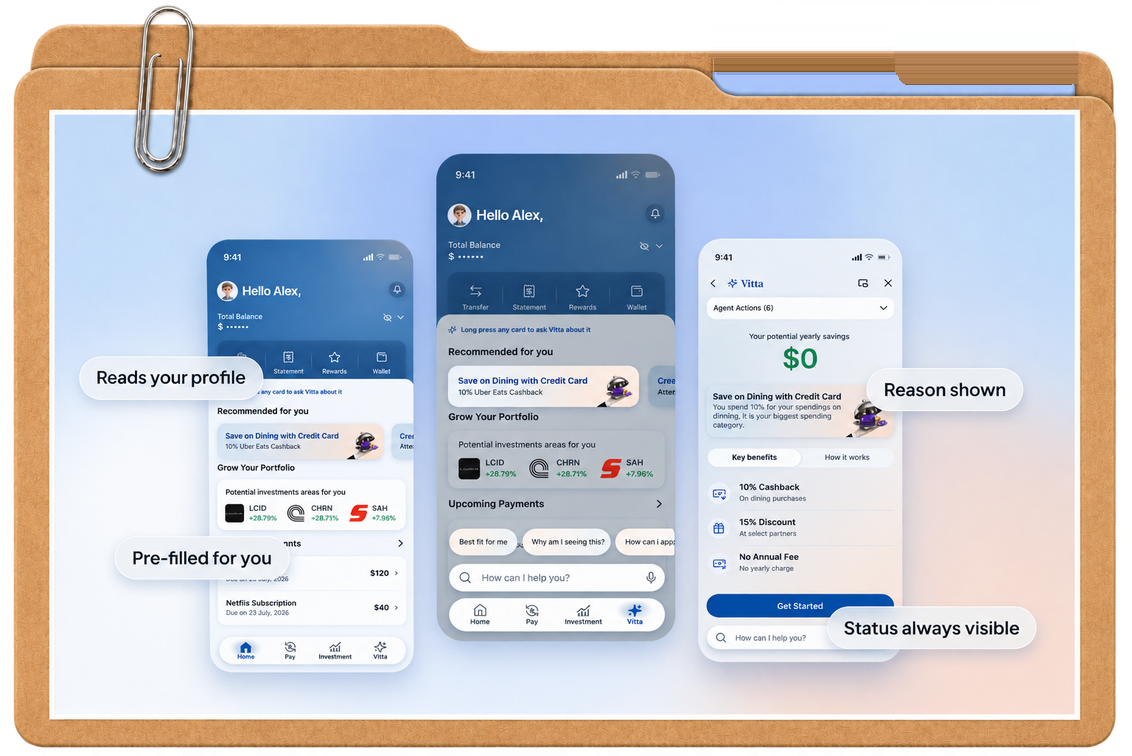 9:41
Hello Alex,
Total Balance
$ ••••••
Statement
Rewards
Wallet
Reads your profile
any card to ask Vitta about it
Recommended for you
Save on Dining with Credit Card
10% Uber Eats Cashback
Grow Your Portfolio
Potential investments areas for you
LCID
+28.79%
CHRN
+28.71%
SAH
+7.96%
Pre-filled for you
$120
2026
Netflis Subscription
Due on 23 July, 2026
$40
Home
Pay
Investment
Vitta
9:41
Hello Alex,
Total Balance
$ ••••••
Transfer
Statement
Rewards
Wallet
Long press any card to ask Vitta about it
Recommended for you
Save on Dining with Credit Card
10% Uber Eats Cashback
Grow Your Portfolio
Potential investments areas for you
LCID
+28.79%
CHRN
+28.71%
SAH
+7.96%
Upcoming Payments
Best fit for me
Why am I seeing this?
How can i
How can I help you?
Home
Pay
Investment
Vitta
9:41
Vitta
Agent Actions (6)
Your potential yearly savings
$0
Reason shown
Save on Dining with Credit Card
You spend 10% for your spendings on
dinning. It is your biggest spending
category.
Key benefits
How it works
10% Cashback
On dining purchases
15% Discount
At select partners
No Annual Fee
No yearly charge
Get Started
Status always visible
How can I help you?